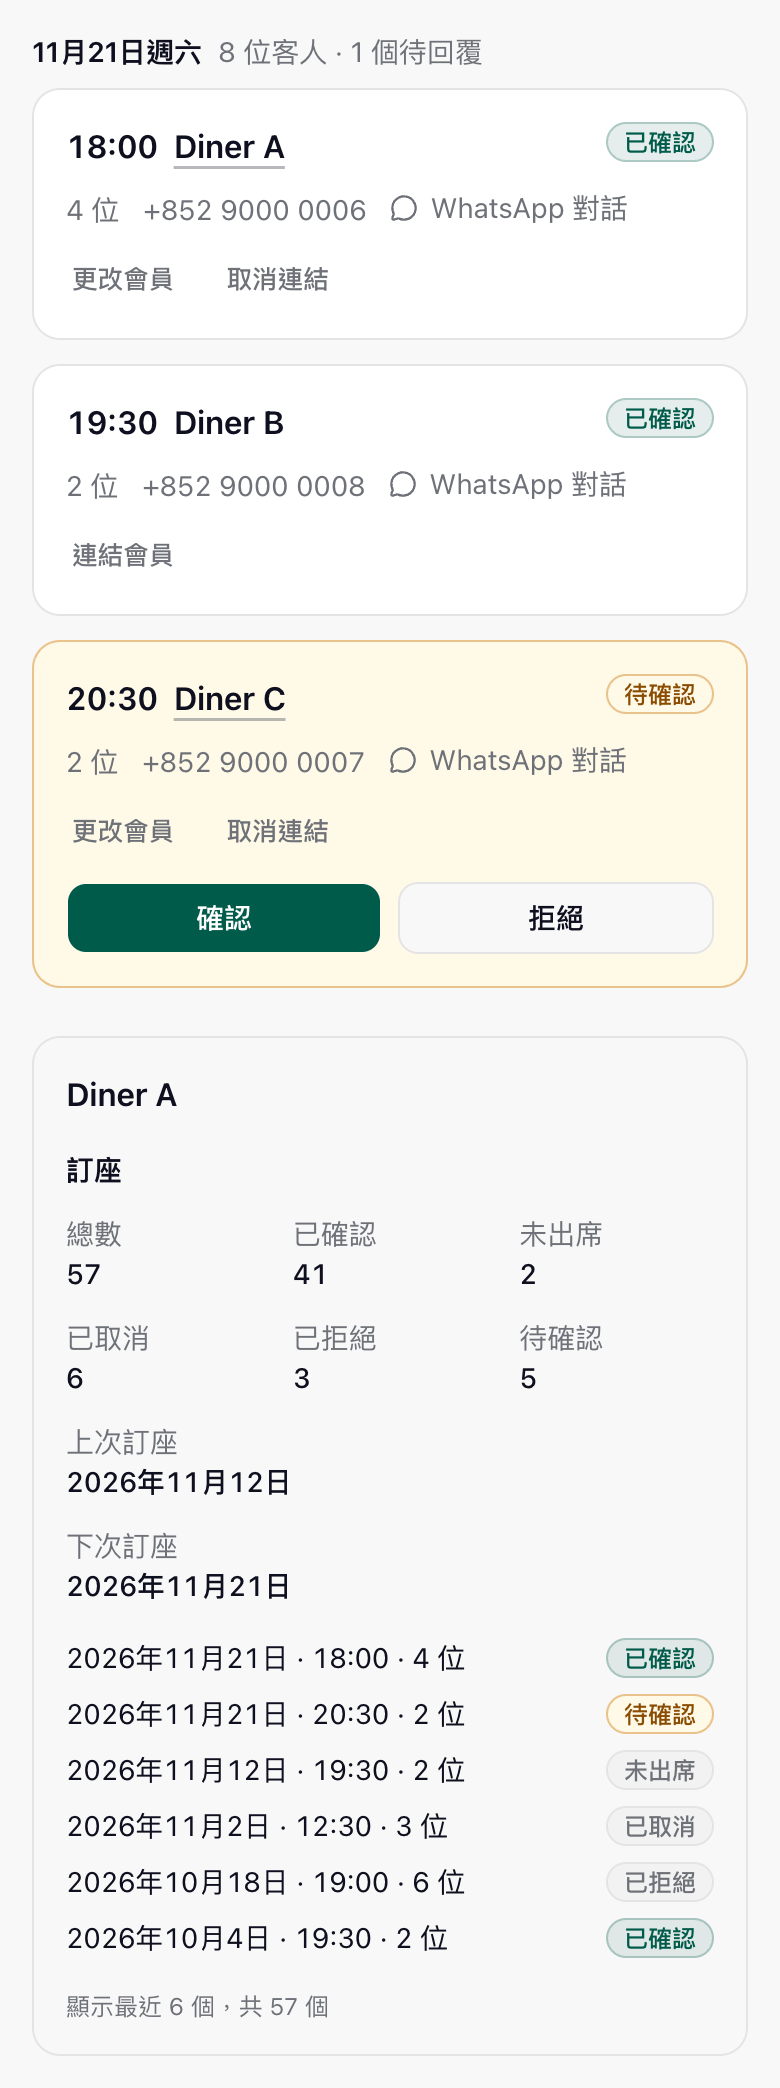 11月21日週六 8 位客人 · 1 個待回覆
18:00 Diner A 已確認
4 位 +852 9000 0006 WhatsApp 對話
更改會員 取消連結
19:30 Diner B 已確認
2 位 +852 9000 0008 WhatsApp 對話
連結會員
20:30 Diner C 待確認
2 位 +852 9000 0007 WhatsApp 對話
更改會員 取消連結
確認 拒絕
Diner A
訂座
總數 已確認 未出席
57 41 2
已取消 已拒絕 待確認
6 3 5
上次訂座
2026年11月12日
下次訂座
2026年11月21日
2026年11月21日 · 18:00 · 4 位 已確認
2026年11月21日 · 20:30 · 2 位 待確認
2026年11月12日 · 19:30 · 2 位 未出席
2026年11月2日 · 12:30 · 3 位 已取消
2026年10月18日 · 19:00 · 6 位 已拒絕
2026年10月4日 · 19:30 · 2 位 已確認
顯示最近 6 個，共 57 個